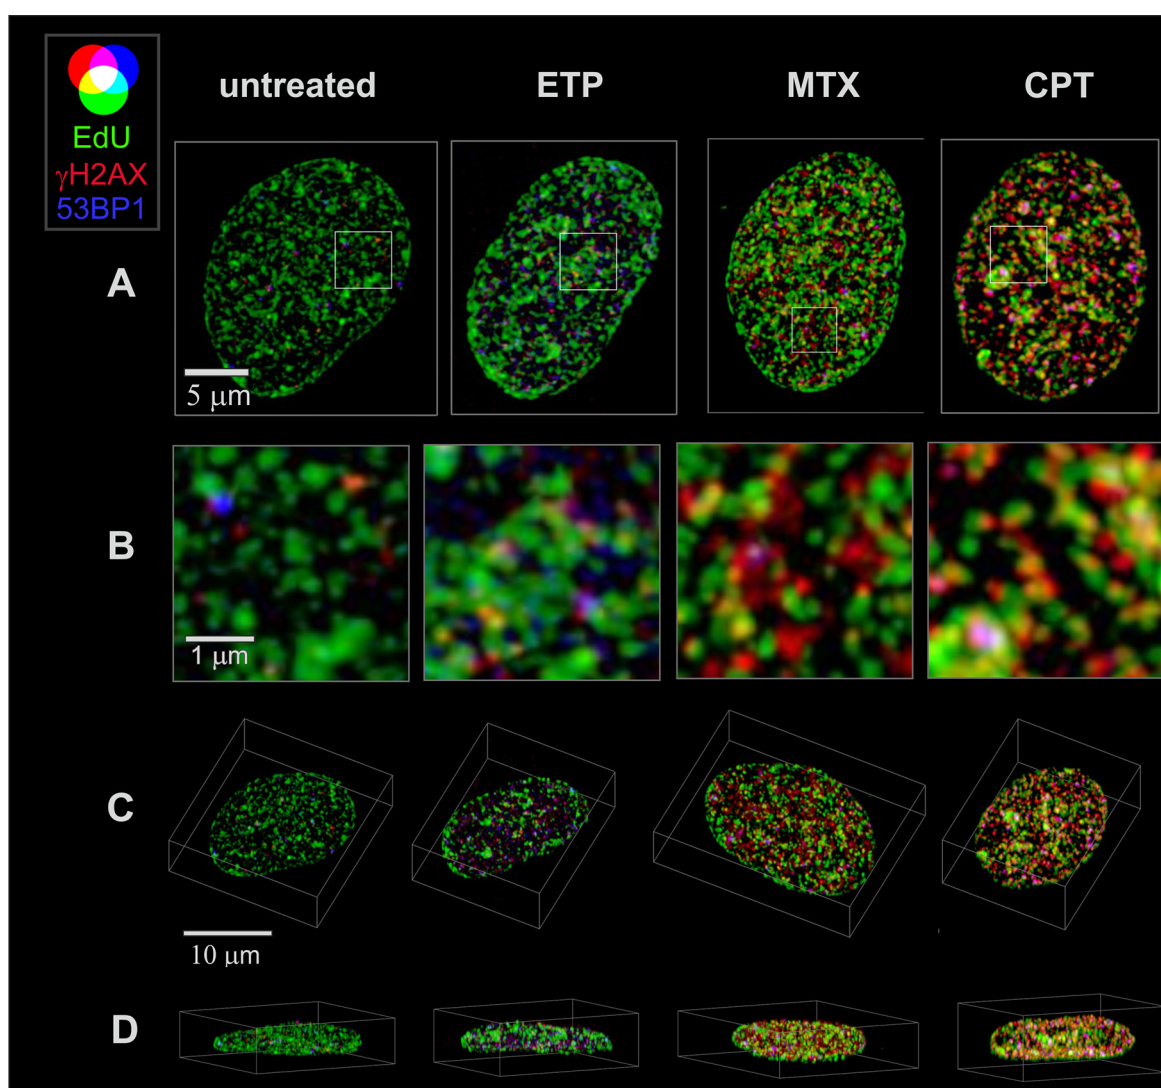 EdU
γH2AX
53BP1
untreated ETP MTX CPT
A
5 μm
B
1 μm
C
10 μm
D